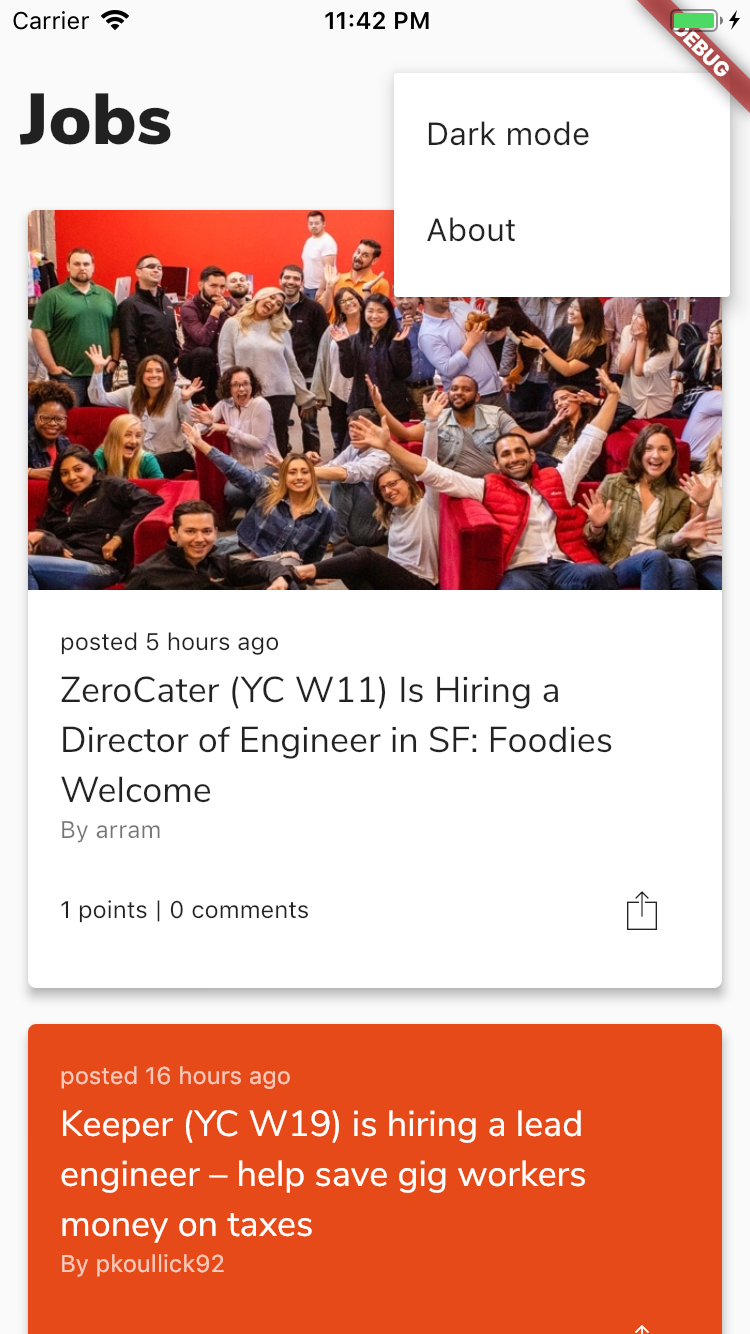 Carrier 11:42 PM
DEBUG
Jobs
Dark mode
About
posted 5 hours ago
ZeroCater (YC W11) Is Hiring a
Director of Engineer in SF: Foodies
Welcome
By arram
1 points | 0 comments
posted 16 hours ago
Keeper (YC W19) is hiring a lead
engineer – help save gig workers
money on taxes
By pkoullick92